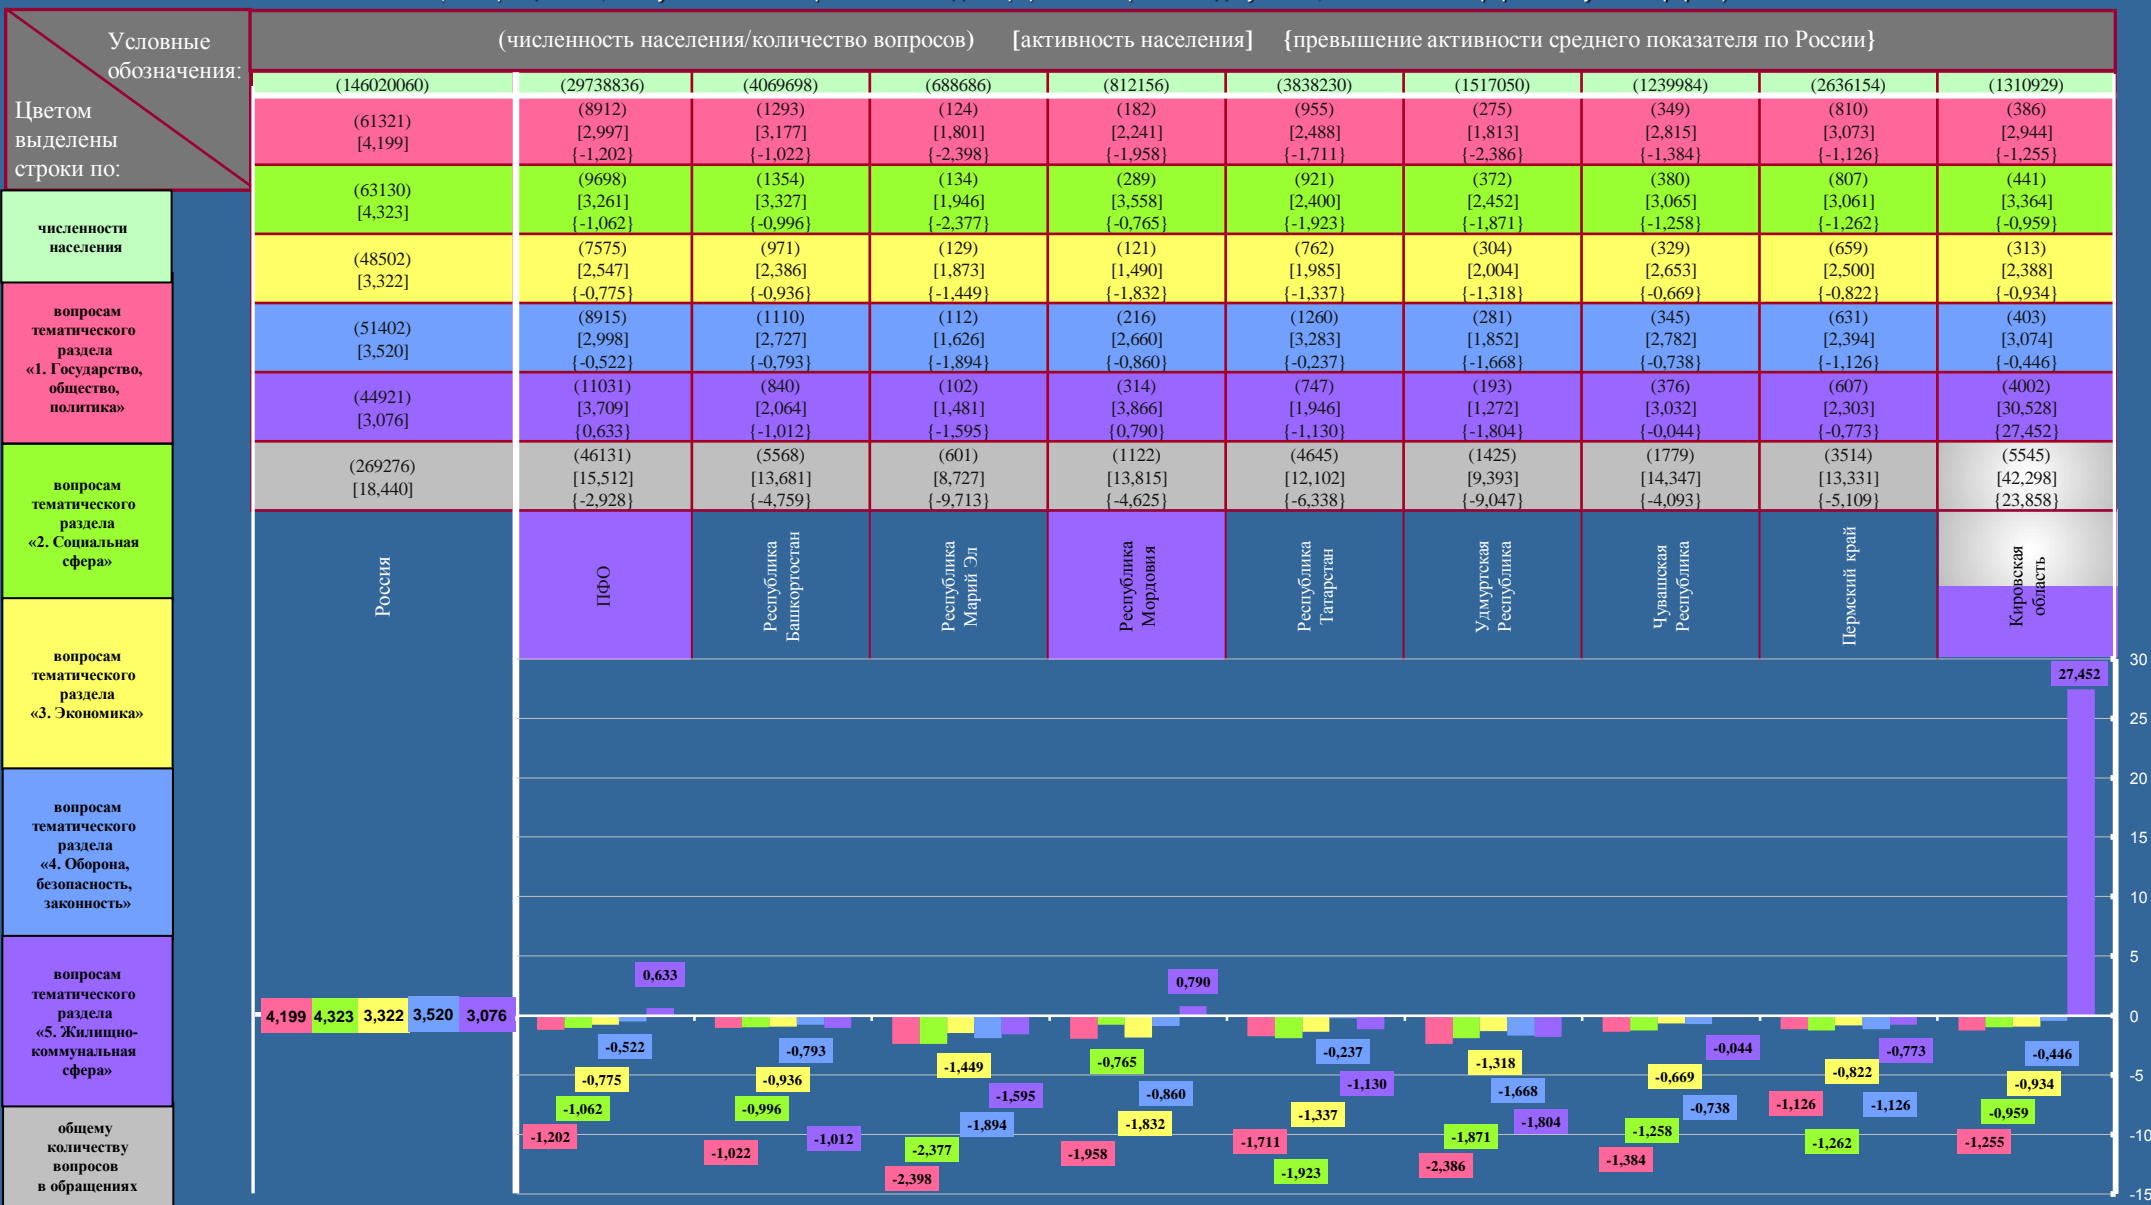 Условные
обозначения:
Цветом
выделены
строки по:
(численность населения/количество вопросов) [активность населения] {превышение активности среднего показателя по России}
(146020060) (29738836) (4069698) (688686) (812156) (3838230) (1517050) (1239984) (2636154) (1310929)
(61321)
[4,199]
(8912) (1293) (124) (182) (955) (275) (349) (810) (386)
[2,997] [3,177] [1,801] [2,241] [2,488] [1,813] [2,815] [3,073] [2,944]
{-1,202} {-1,022} {-2,398} {-1,958} {-1,711} {-2,386} {-1,384} {-1,126} {-1,255}
(63130)
[4,323]
(9698) (1354) (134) (289) (921) (372) (380) (807) (441)
[3,261] [3,327] [1,946] [3,558] [2,400] [2,452] [3,065] [3,061] [3,364]
{-1,062} {-0,996} {-2,377} {-0,765} {-1,923} {-1,871} {-1,258} {-1,262} {-0,959}
(48502)
[3,322]
(7575) (971) (129) (121) (762) (304) (329) (659) (313)
[2,547] [2,386] [1,873] [1,490] [1,985] [2,004] [2,653] [2,500] [2,388]
{-0,775} {-0,936} {-1,449} {-1,832} {-1,337} {-1,318} {-0,669} {-0,822} {-0,934}
(51402)
[3,520]
(8915) (1110) (112) (216) (1260) (281) (345) (631) (403)
[2,998] [2,727] [1,626] [2,660] [3,283] [1,852] [2,782] [2,394] [3,074]
{-0,522} {-0,793} {-1,894} {-0,860} {-0,237} {-1,668} {-0,738} {-1,126} {-0,446}
(44921)
[3,076]
(11031) (840) (102) (314) (747) (193) (376) (607) (4002)
[3,709] [2,064] [1,481] [3,866] [1,946] [1,272] [3,032] [2,303] [30,528]
{0,633} {-1,012} {-1,595} {0,790} {-1,130} {-1,804} {-0,044} {-0,773} {27,452}
(269276)
[18,440]
(46131) (5568) (601) (1122) (4645) (1425) (1779) (3514) (5545)
[15,512] [13,681] [8,727] [13,815] [12,102] [9,393] [14,347] [13,331] [42,298]
{-2,928} {-4,759} {-9,713} {-4,625} {-6,338} {-9,047} {-4,093} {-5,109} {23,858}
Россия
ПФО
Республика
Башкортостан
Республика
Марий Эл
Республика
Мордовия
Республика
Татарстан
Удмуртская
Республика
Чувашская
Республика
Пермский край
Кировская
область
численности
населения
вопросам
тематического
раздела
«1. Государство,
общество,
политика»
вопросам
тематического
раздела
«2. Социальная
сфера»
вопросам
тематического
раздела
«3. Экономика»
вопросам
тематического
раздела
«4. Оборона,
безопасность,
законность»
вопросам
тематического
раздела
«5. Жилищно-
коммунальная
сфера»
общему
количеству
вопросов
в обращениях
4,199 4,323 3,322 3,520 3,076
0,633
-0,522
-0,775
-1,062
-1,202
-0,793
-0,936
-0,996
-1,012
-1,022
-1,449
-1,595
-1,894
-2,377
-2,398
0,790
-0,765
-0,860
-1,832
-1,958
-0,237
-1,130
-1,337
-1,711
-1,923
-1,318
-1,668
-1,804
-1,871
-2,386
-0,044
-0,669
-0,738
-1,258
-1,384
-0,773
-0,822
-1,126
-1,126
-1,262
27,452
-0,446
-0,934
-0,959
-1,255
30
25
20
15
10
5
0
-5
-10
-15